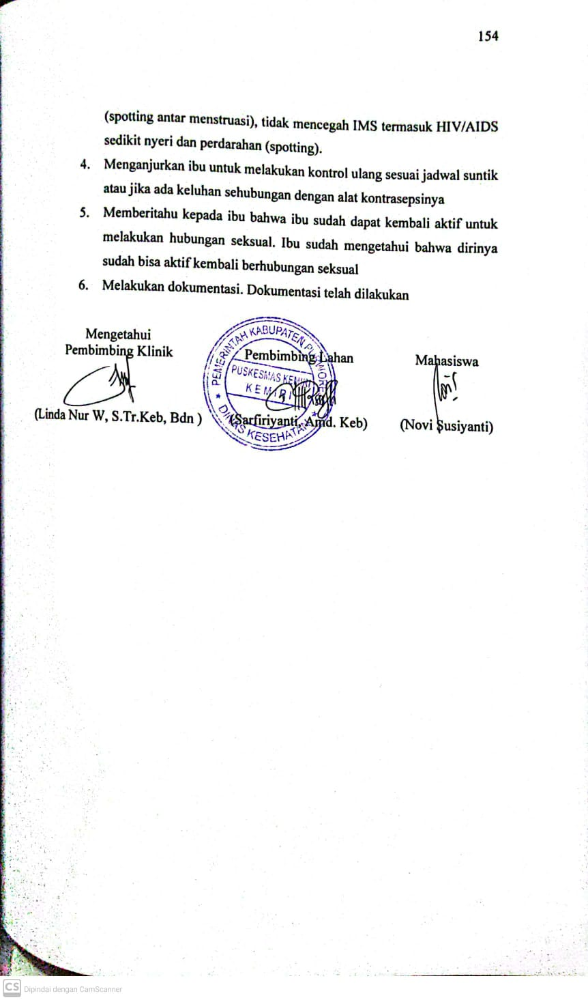 154
(spotting antar menstruasi), tidak mencegah IMS termasuk HIV/AIDS
sedikit nyeri dan perdarahan (spotting).
4. Menganjurkan ibu untuk melakukan kontrol ulang sesuai jadwal suntik
atau jika ada keluhan sehubungan dengan alat kontrasepsinya
5. Memberitahu kepada ibu bahwa ibu sudah dapat kembali aktif untuk
melakukan hubungan seksual. Ibu sudah mengetahui bahwa dirinya
sudah bisa aktif kembali berhubungan seksual
6. Melakukan dokumentasi. Dokumentasi telah dilakukan
Mengetahui
Pembimbing Klinik
(Linda Nur W, S.Tr.Keb, Bdn )
Pembimbing Lahan
PEMERINTAH KABUPATEN
PUSKESMAS KEMIRI
KEMIRI
DINAS KESEHATAN
(Sarfiriyanti, Amd. Keb)
Mahasiswa
(Novi Susiyanti)
CS Dipindai dengan CamScanner